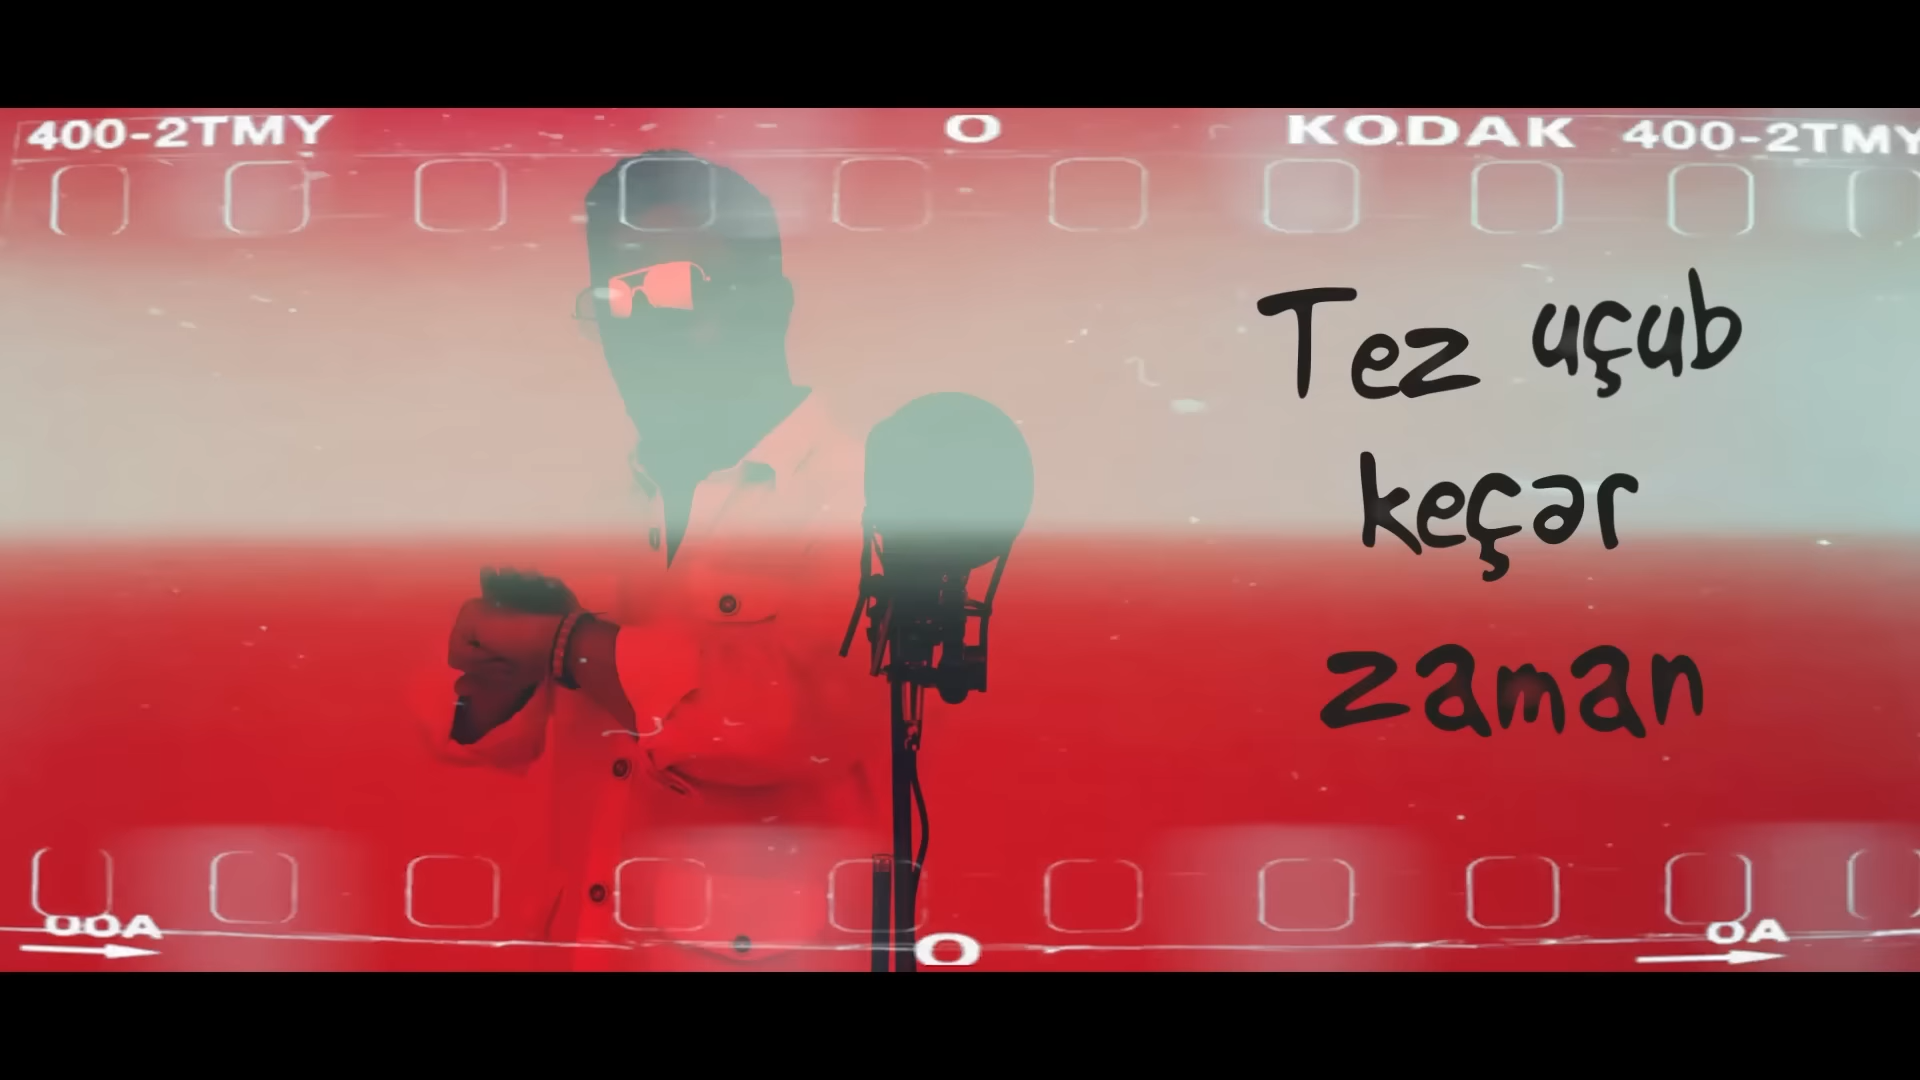 400-2TMY O KODAK 400-2TMY
Tez uçub
keçər
zaman
00A O 0A